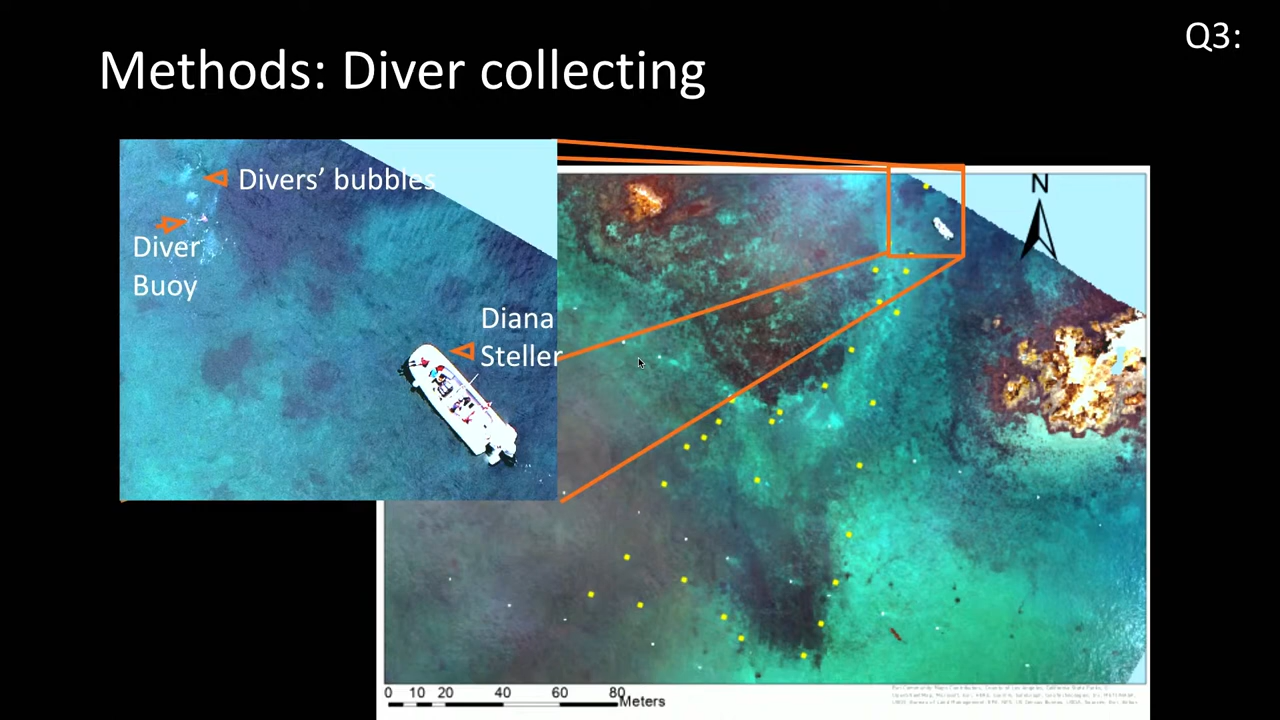 Q3:
Methods: Diver collecting
Divers' bubbles
Diver
Buoy
Diana
Steller
N
0 10 20 40 60 80 Meters